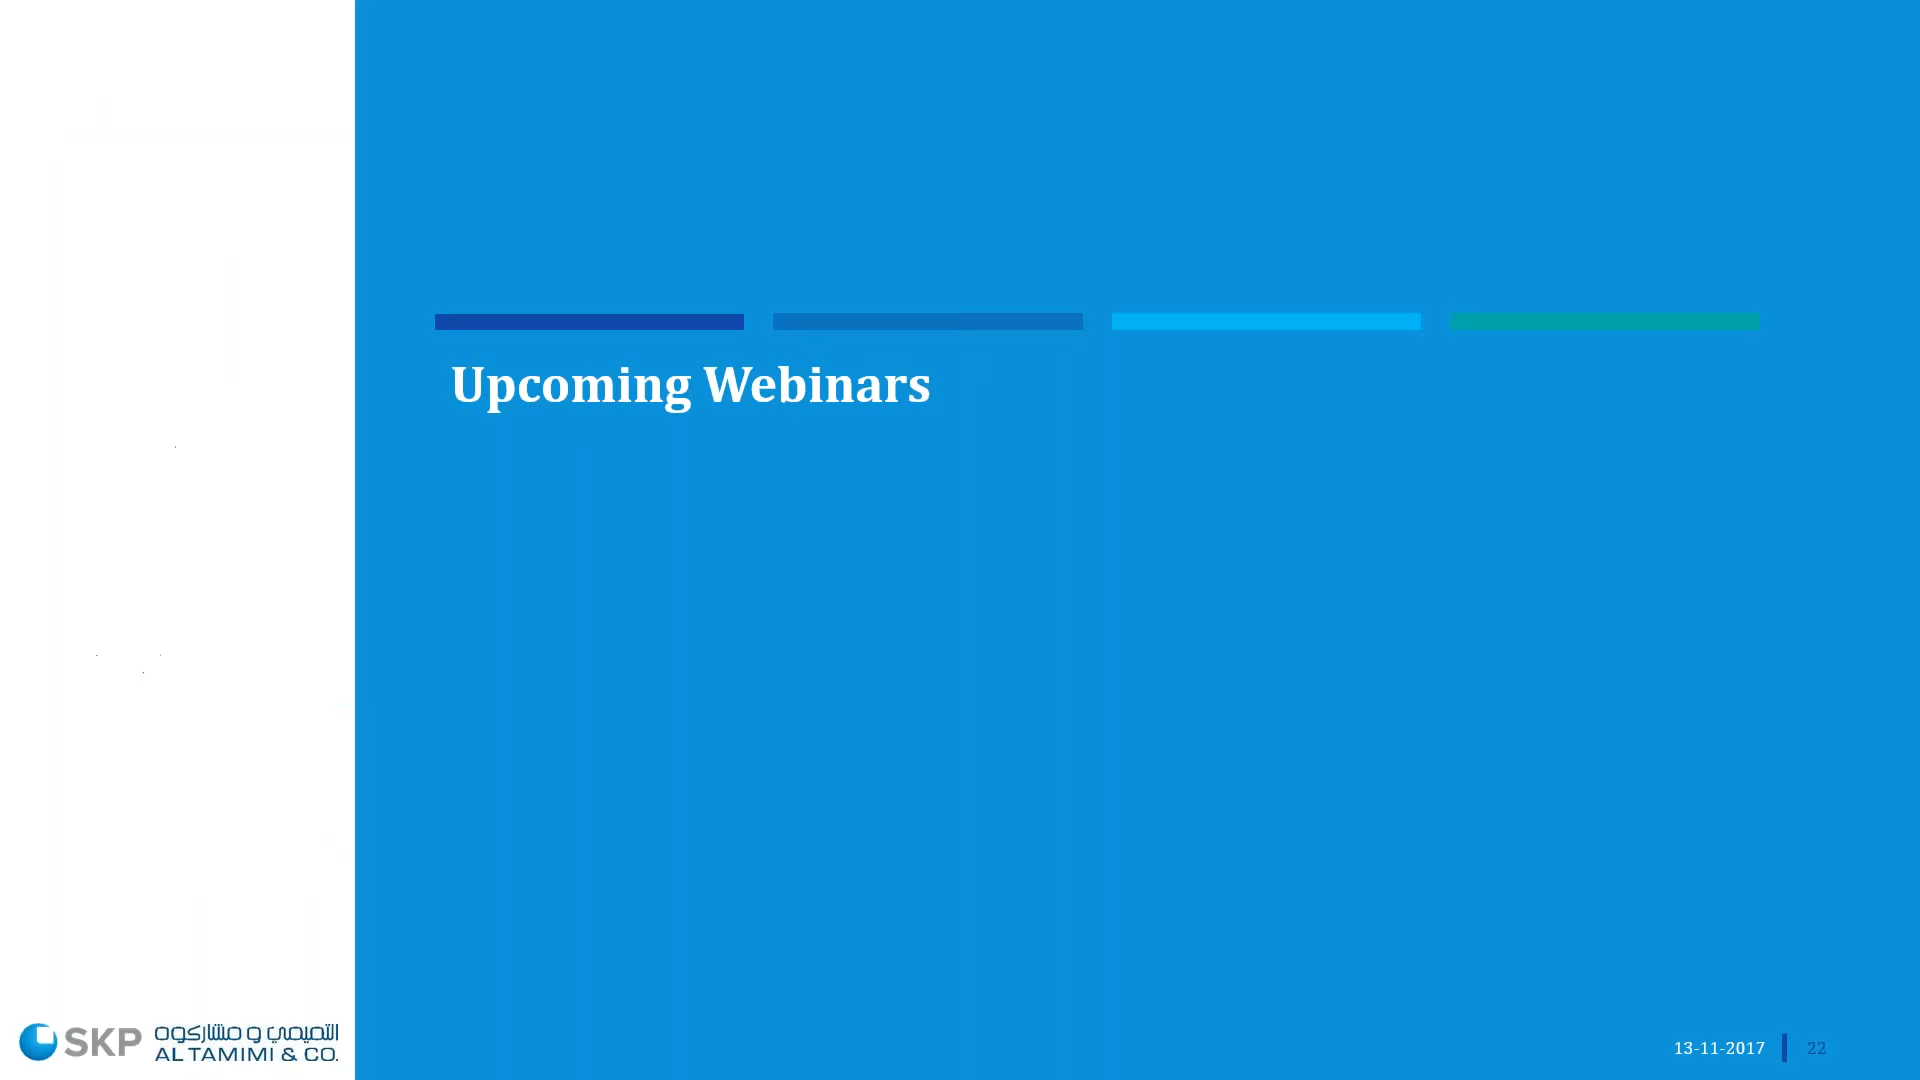 Upcoming Webinars
SKP
التميمي و مشاركوه
AL TAMIMI & CO.
13-11-2017
22